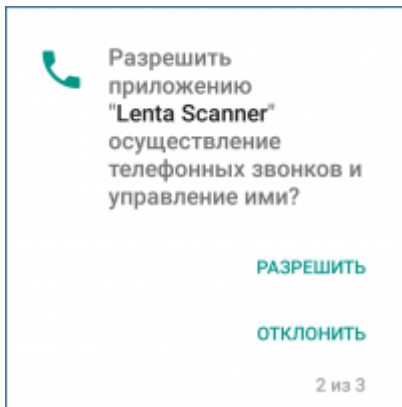 Разрешить
приложению
"Lenta Scanner"
осуществление
телефонных звонков и
управление ими?
РАЗРЕШИТЬ
ОТКЛОНИТЬ
2 из 3